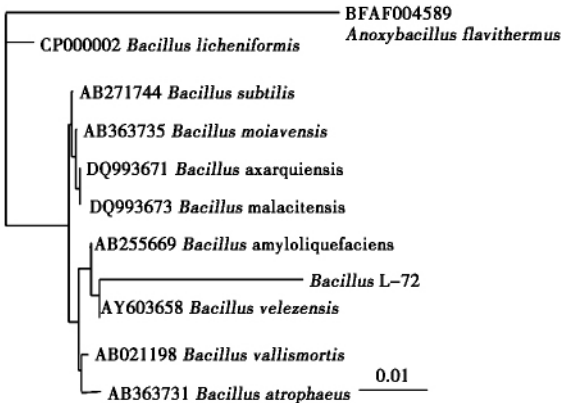 BFAF004589
Anoxybacillus flavithermus
CP000002 Bacillus licheniformis
AB271744 Bacillus subtilis
AB363735 Bacillus moiavensis
DQ993671 Bacillus axarquiensis
DQ993673 Bacillus malacitensis
AB255669 Bacillus amyloliquefaciens
Bacillus L-72
AY603658 Bacillus velezensis
AB021198 Bacillus vallismortis
0.01
AB363731 Bacillus atrophaeus